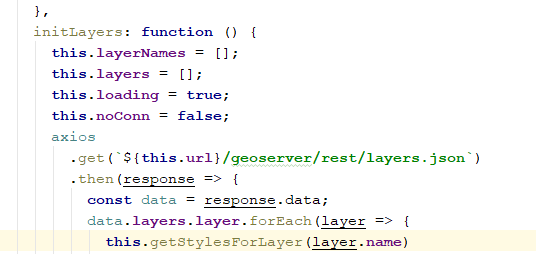 },
initLayers: function () {
this.layerNames = [];
this.layers = [];
this.loading = true;
this.noConn = false;
axios
.get(`${this.url}/geoserver/rest/layers.json`)
.then(response => {
const data = response.data;
data.layers.layer.forEach(layer => {
this.getStylesForLayer(layer.name)